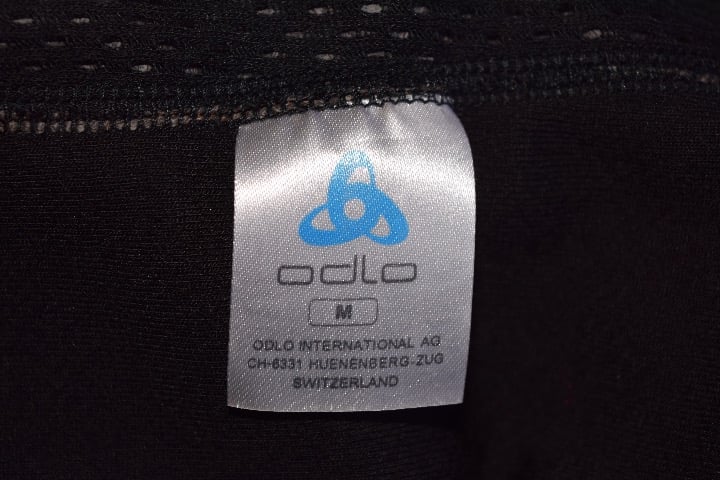 odlo
M
ODLO INTERNATIONAL AG
CH-6331 HUENENBERG-ZUG
SWITZERLAND